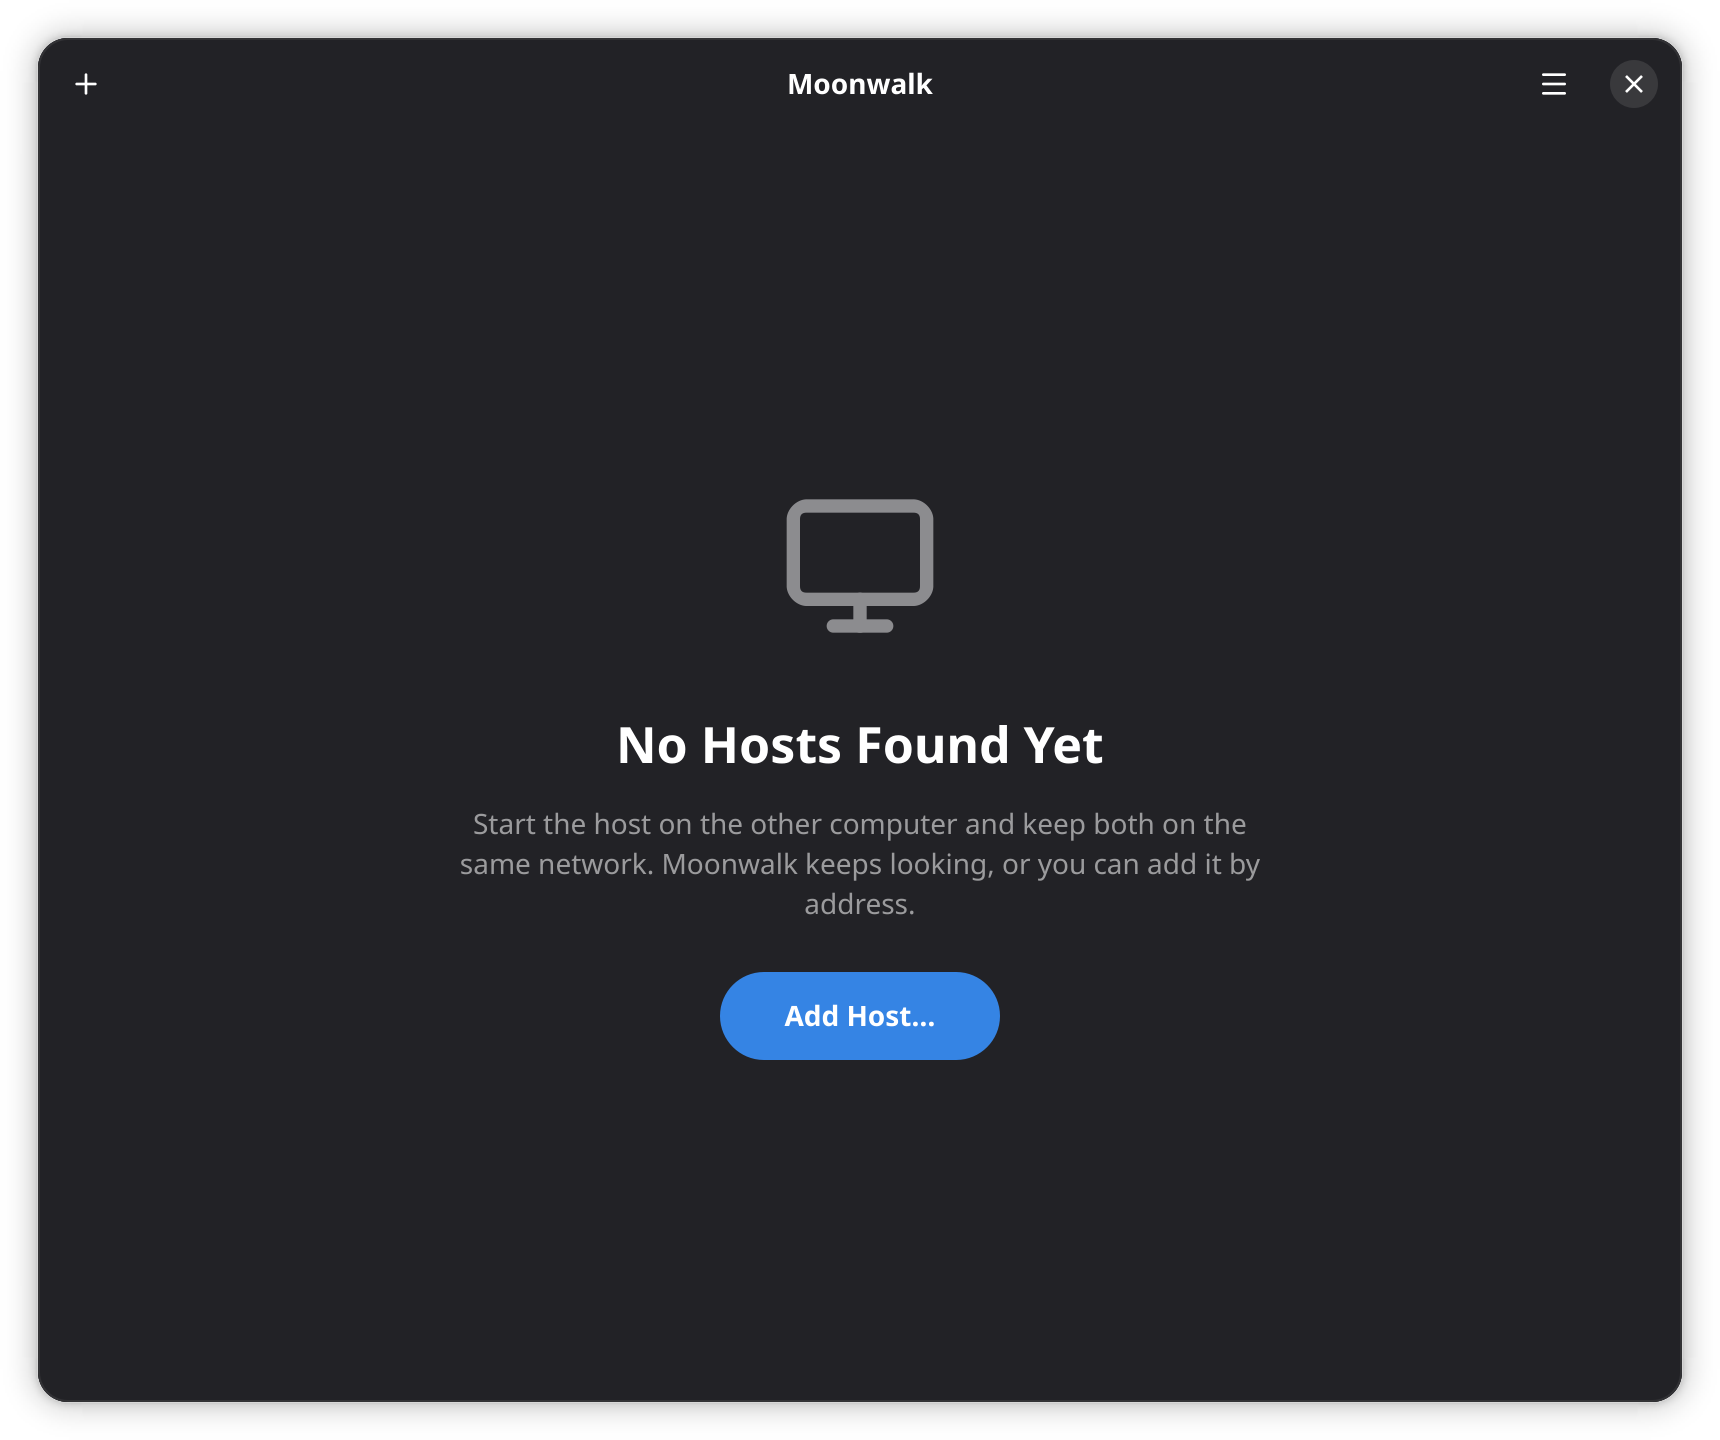 Moonwalk
No Hosts Found Yet
Start the host on the other computer and keep both on the
same network. Moonwalk keeps looking, or you can add it by
address.
Add Host…